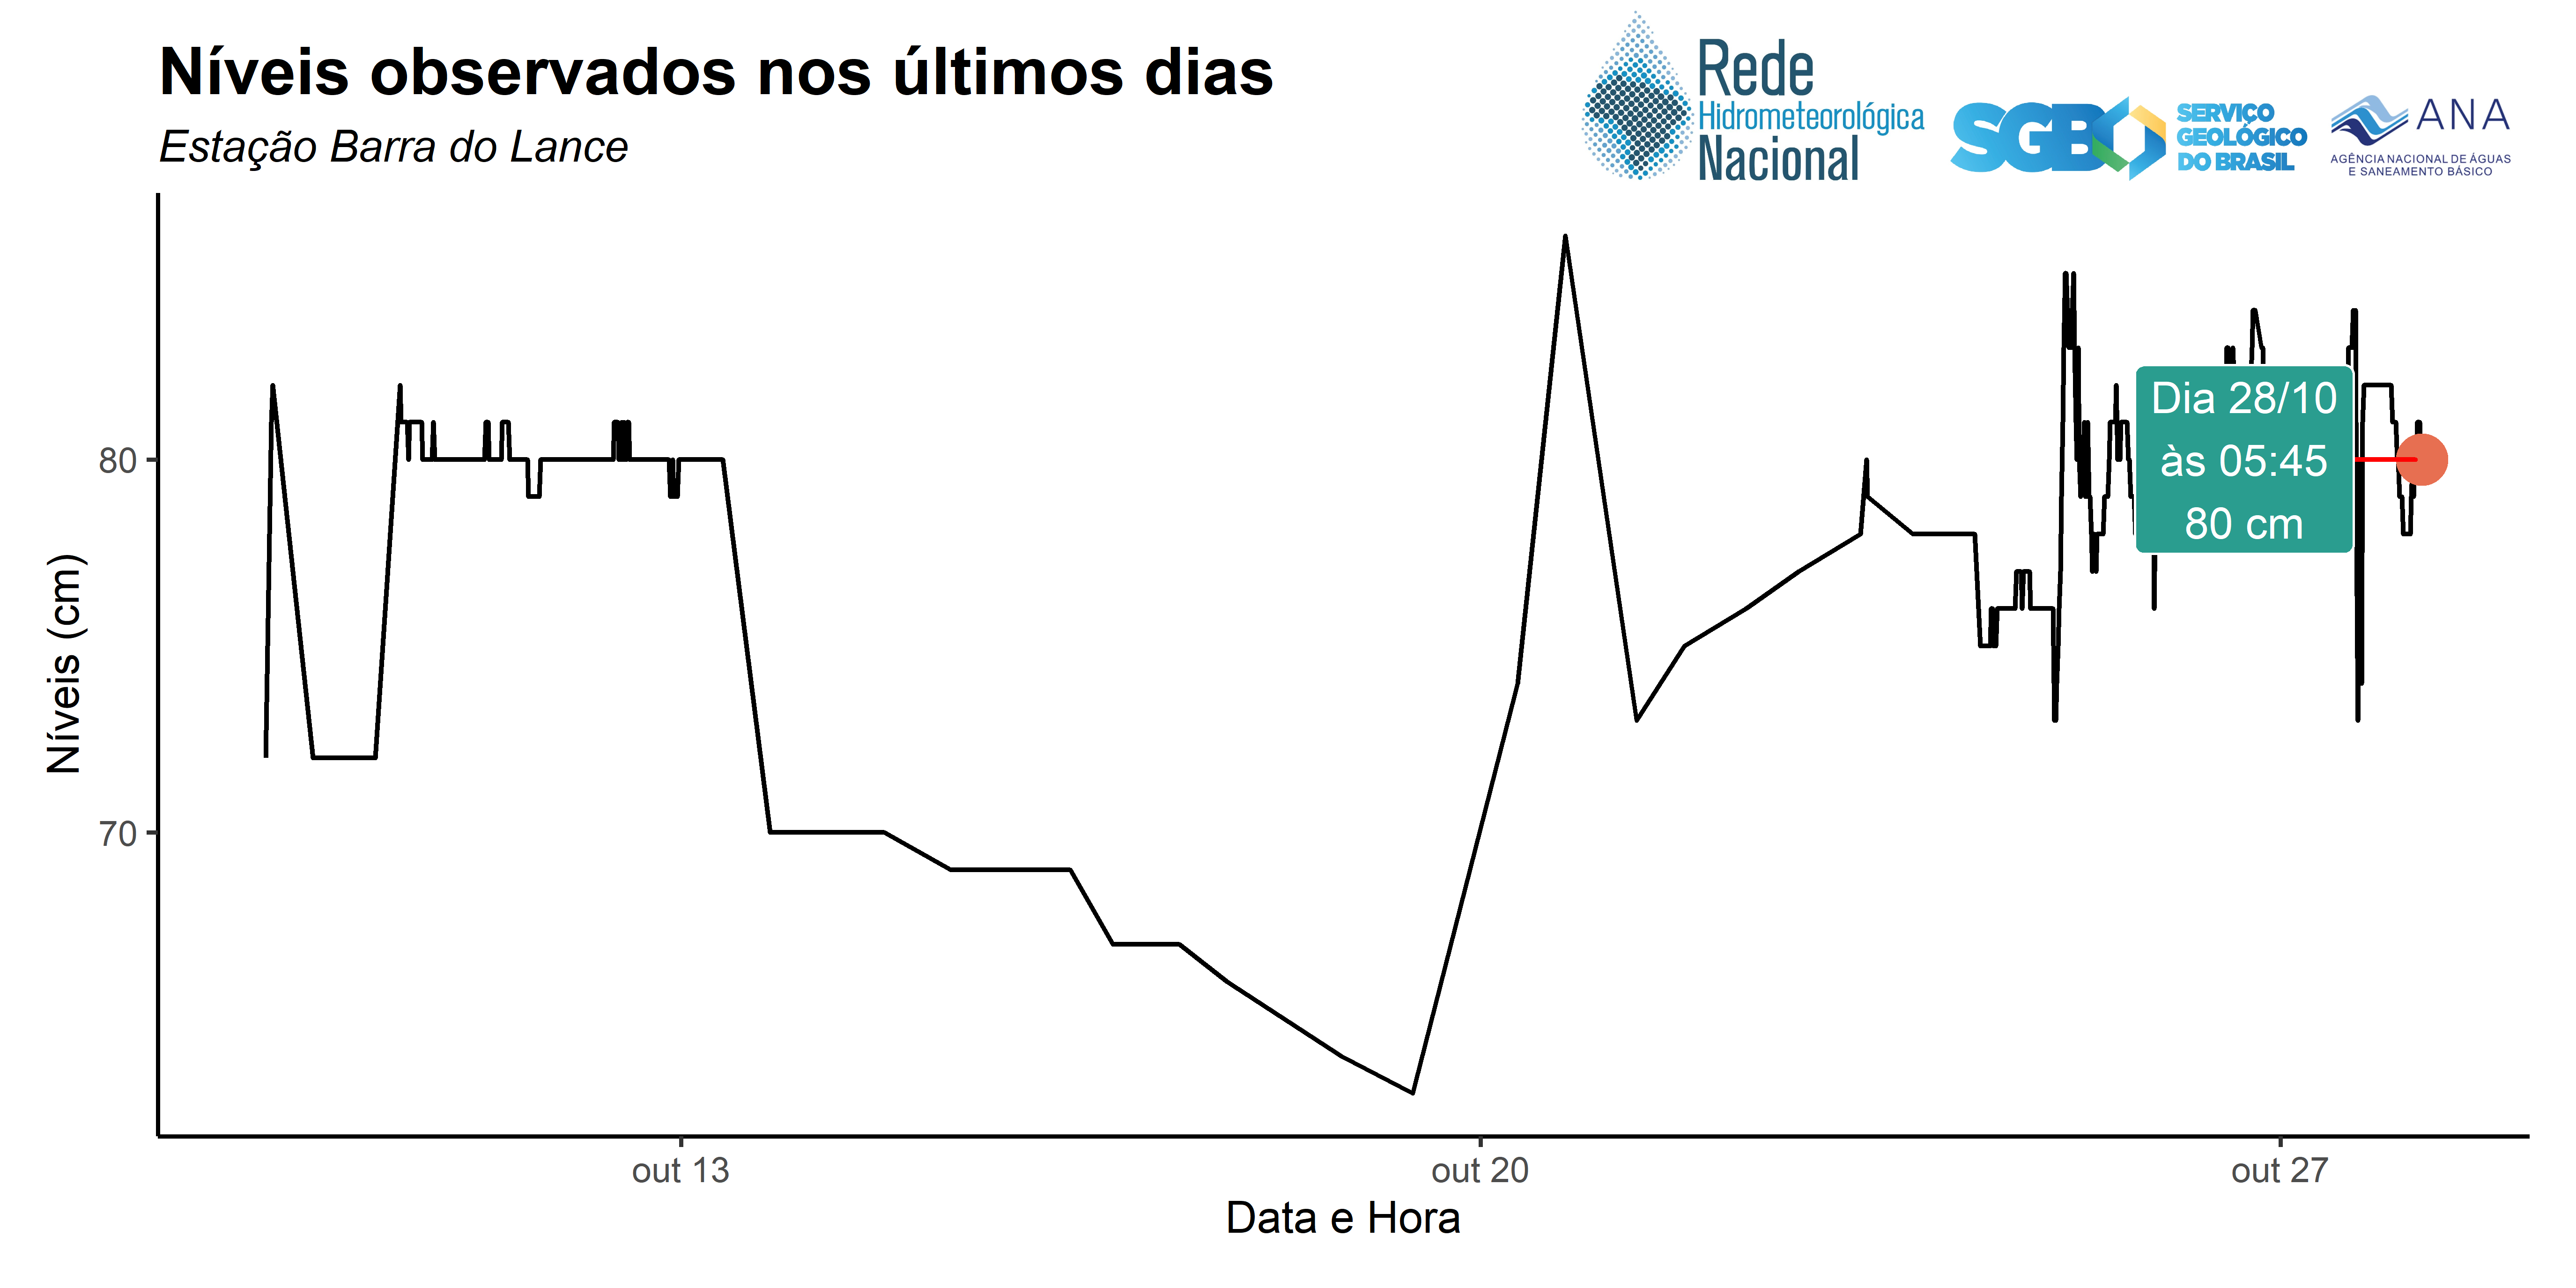 Níveis observados nos últimos dias
Estação Barra do Lance
Rede
Hidrometeorológica
Nacional
SGB
SERVIÇO
GEOLÓGICO
DO BRASIL
ANA
AGÊNCIA NACIONAL DE ÁGUAS
E SANEAMENTO BÁSICO
Níveis (cm)
80
70
Dia 28/10
às 05:45
80 cm
out 13
out 20
out 27
Data e Hora